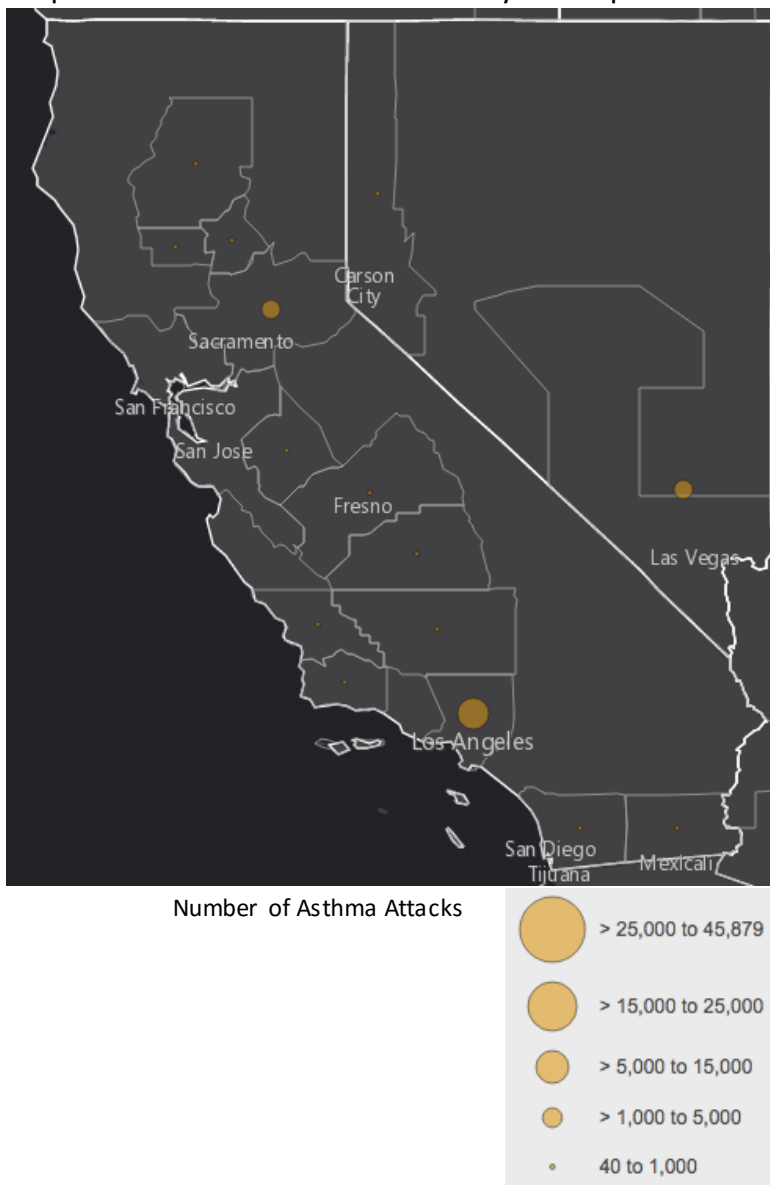 Carson
City
Sacramento
San Francisco
San Jose
Fresno
Las Vegas
Los Angeles
San Diego
Tijuana
Mexicali
Number of Asthma Attacks
> 25,000 to 45,879
> 15,000 to 25,000
> 5,000 to 15,000
> 1,000 to 5,000
40 to 1,000